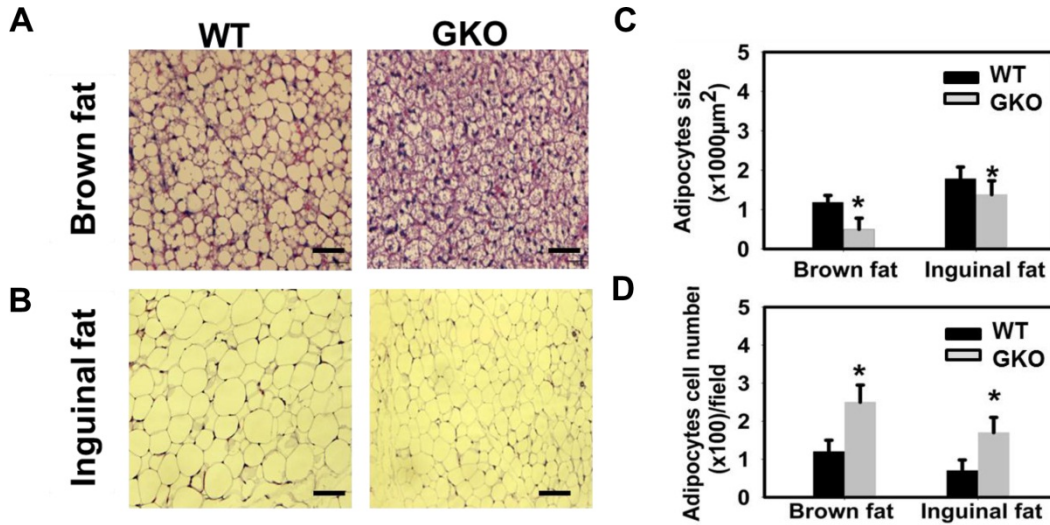 A
WT
GKO
Brown fat
B
Inguinal fat
C
Adipocytes size
(x1000µm²)
5
4
3
2
1
0
WT
GKO
*
*
Brown fat
Inguinal fat
D
Adipocytes cell number
(x100)/field
5
4
3
2
1
0
WT
GKO
*
*
Brown fat
Inguinal fat